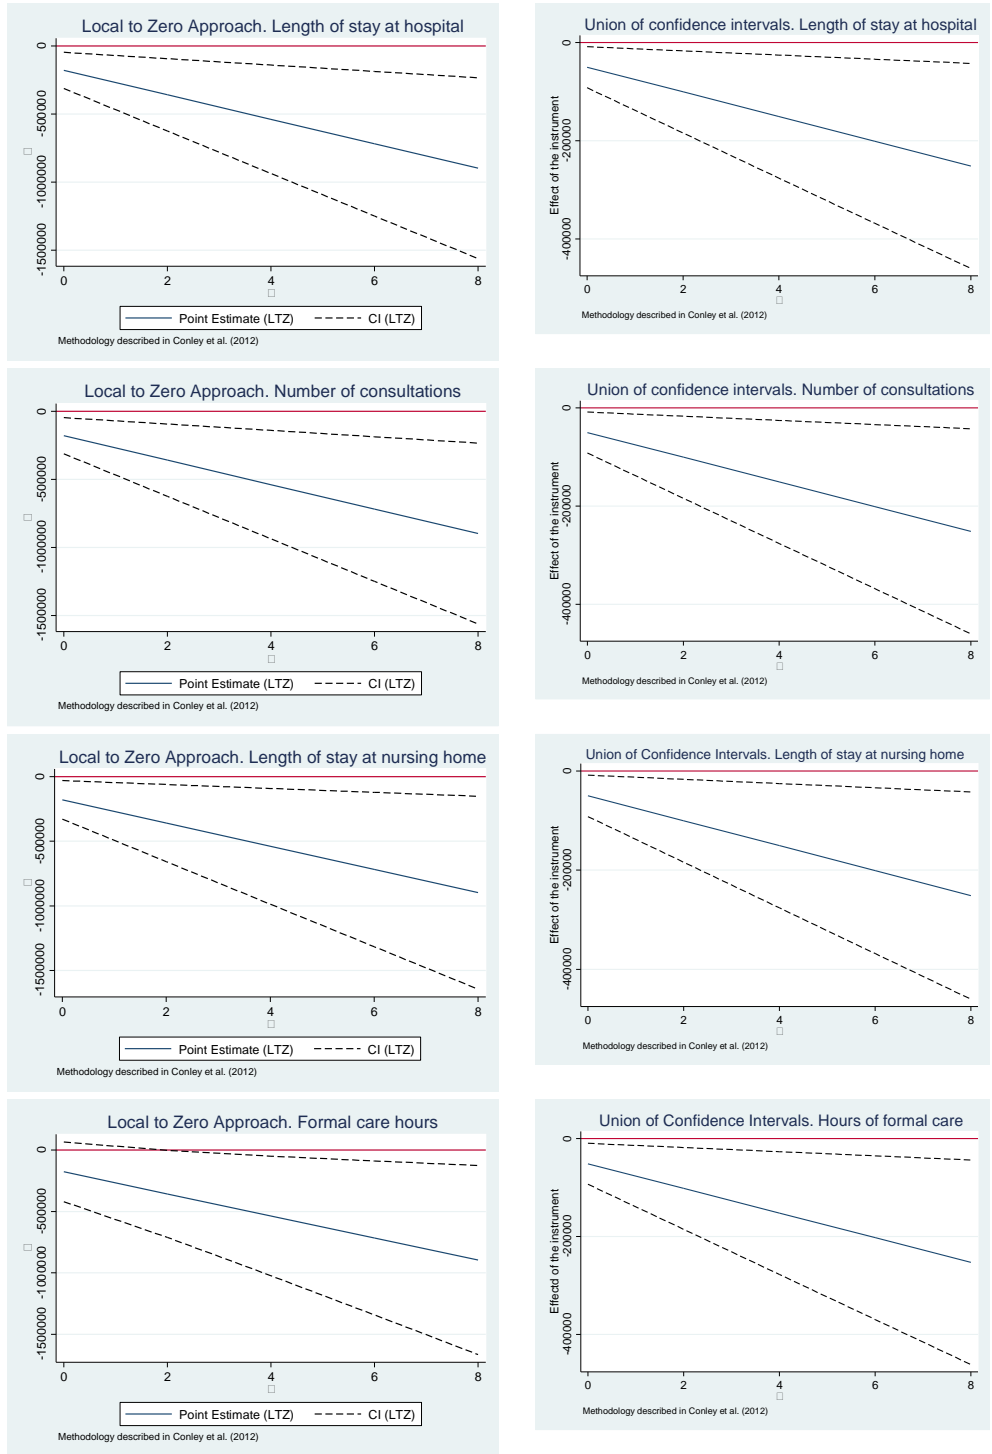 Local to Zero Approach. Length of stay at hospital
0
-500000
-1000000
-1500000
0 2 4 6 8
Point Estimate (LTZ) CI (LTZ)
Methodology described in Conley et al. (2012)
Union of confidence intervals. Length of stay at hospital
Effect of the instrument
0
-200000
-400000
0 2 4 6 8
Methodology described in Conley et al. (2012)
Local to Zero Approach. Number of consultations
0
-500000
-1000000
-1500000
0 2 4 6 8
Point Estimate (LTZ) CI (LTZ)
Methodology described in Conley et al. (2012)
Union of confidence intervals. Number of consultations
Effect of the instrument
0
-200000
-400000
0 2 4 6 8
Methodology described in Conley et al. (2012)
Local to Zero Approach. Length of stay at nursing home
0
-500000
-1000000
-1500000
0 2 4 6 8
Point Estimate (LTZ) CI (LTZ)
Methodology described in Conley et al. (2012)
Union of Confidence Intervals. Length of stay at nursing home
Effect of the instrument
0
-200000
-400000
0 2 4 6 8
Methodology described in Conley et al. (2012)
Local to Zero Approach. Formal care hours
0
-500000
-1000000
-1500000
0 2 4 6 8
Point Estimate (LTZ) CI (LTZ)
Methodology described in Conley et al. (2012)
Union of Confidence Intervals. Hours of formal care
Effectd of the instrument
0
-200000
-400000
0 2 4 6 8
Methodology described in Conley et al. (2012)